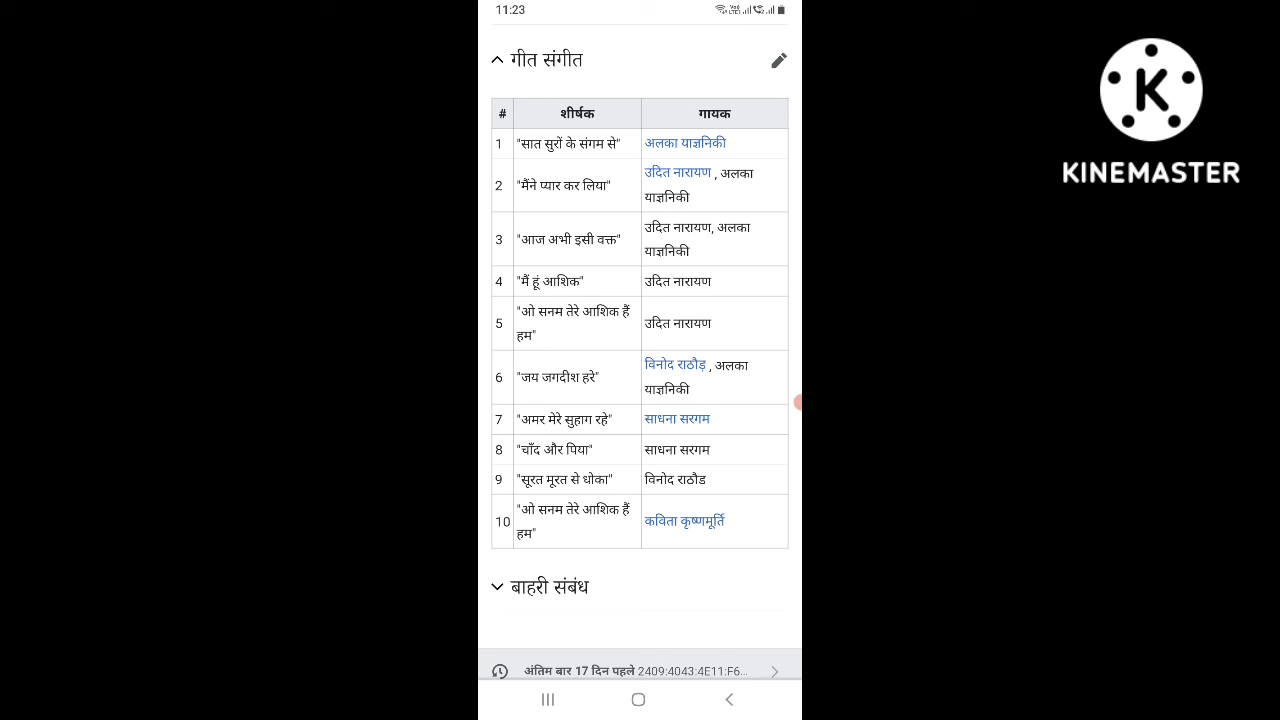 11:23
गीत संगीत
# शीर्षक गायक
1 "सात सुरों के संगम से" अलका याज्ञनिकी
2 "मैंने प्यार कर लिया" उदित नारायण , अलका
याज्ञनिकी
3 "आज अभी इसी वक्त" उदित नारायण, अलका
याज्ञनिकी
4 "मैं हूं आशिक" उदित नारायण
5 "ओ सनम तेरे आशिक हैं
हम" उदित नारायण
6 "जय जगदीश हरे" विनोद राठौड़ , अलका
याज्ञनिकी
7 "अमर मेरे सुहाग रहे" साधना सरगम
8 "चाँद और पिया" साधना सरगम
9 "सूरत मूरत से धोका" विनोद राठौड
10 "ओ सनम तेरे आशिक हैं
हम" कविता कृष्णमूर्ति
बाहरी संबंध
अंतिम बार 17 दिन पहले 2409:4043:4E11:F6...
K
KINEMASTER